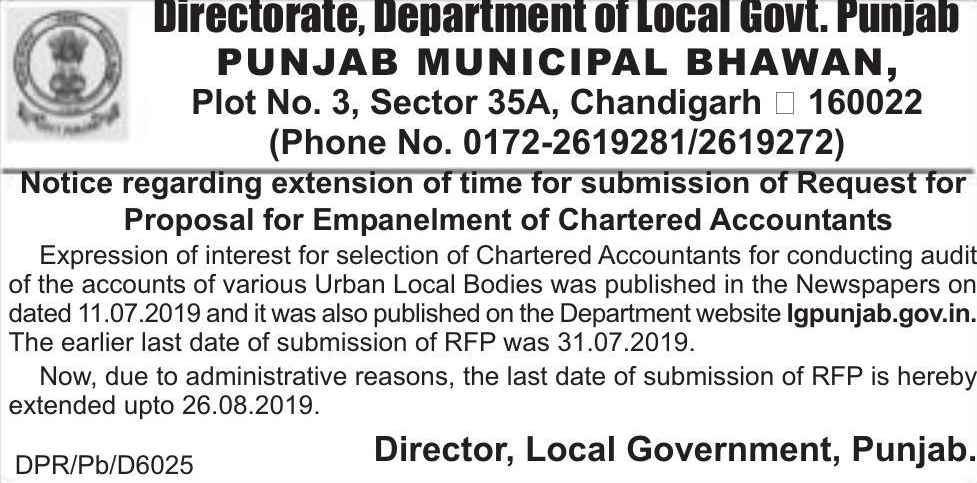 Directorate, Department of Local Govt. Punjab
PUNJAB MUNICIPAL BHAWAN,
Plot No. 3, Sector 35A, Chandigarh □ 160022
(Phone No. 0172-2619281/2619272)
Notice regarding extension of time for submission of Request for
Proposal for Empanelment of Chartered Accountants
Expression of interest for selection of Chartered Accountants for conducting audit
of the accounts of various Urban Local Bodies was published in the Newspapers on
dated 11.07.2019 and it was also published on the Department website lgpunjab.gov.in.
The earlier last date of submission of RFP was 31.07.2019.
Now, due to administrative reasons, the last date of submission of RFP is hereby
extended upto 26.08.2019.
Director, Local Government, Punjab.
DPR/Pb/D6025